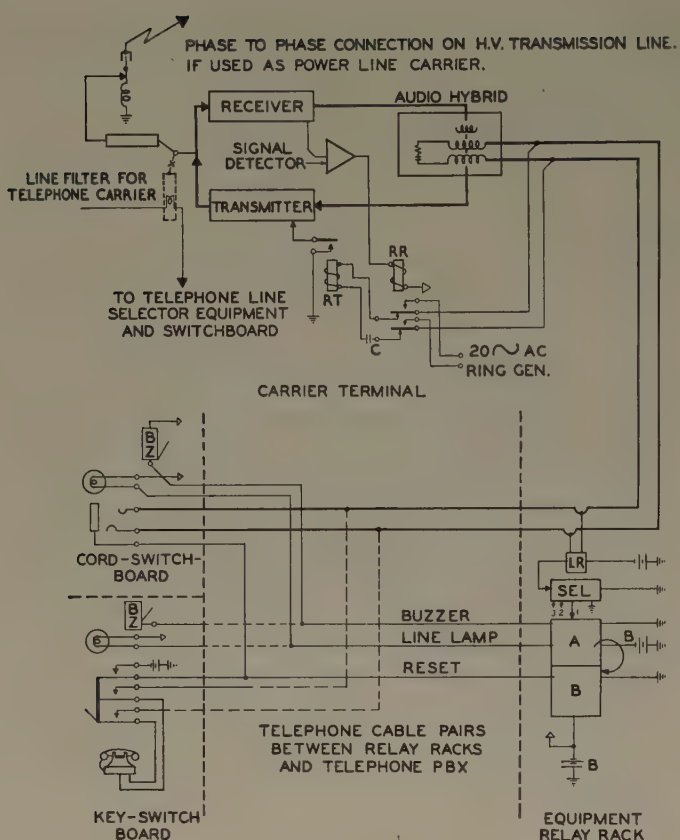 PHASE TO PHASE CONNECTION ON H.V. TRANSMISSION LINE.
IF USED AS POWER LINE CARRIER.
RECEIVER
AUDIO HYBRID
SIGNAL
DETECTOR
LINE FILTER FOR
TELEPHONE CARRIER
TRANSMITTER
RR
RT
TO TELEPHONE LINE
SELECTOR EQUIPMENT
AND SWITCHBOARD
C
20 ~ AC
RING GEN.
CARRIER TERMINAL
B
Z
CORD-SWITCH-
BOARD
LR
SEL
3 2 1
B
Z
BUZZER
LINE LAMP
RESET
A
B
B
TELEPHONE CABLE PAIRS
BETWEEN RELAY RACKS
AND TELEPHONE PBX
B
KEY-SWITCH
BOARD
EQUIPMENT
RELAY RACK